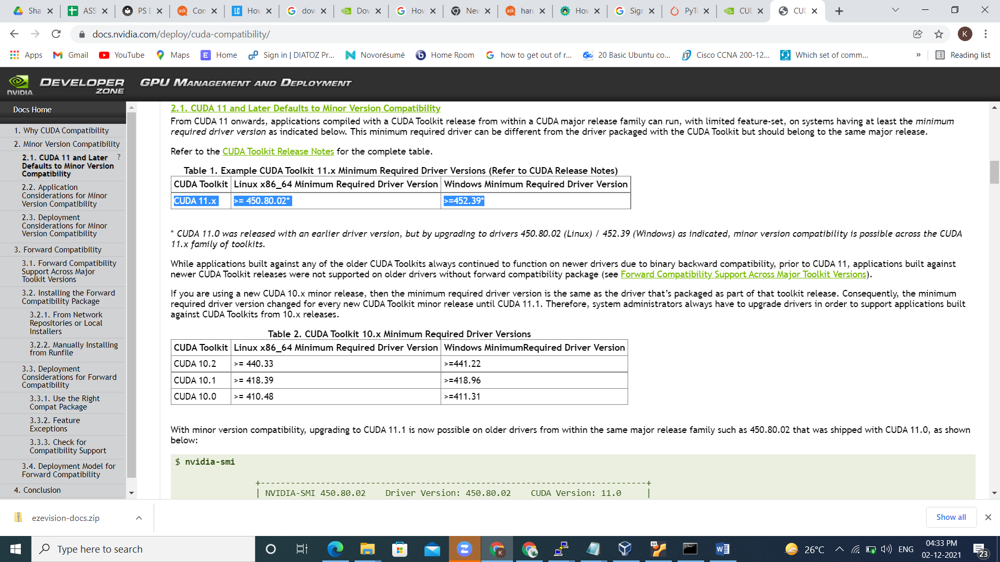 Sha
ASS
PS
Con
How
dow
Dov
How
New
hard
How
Sigr
PyT
CUI
CUI
docs.nvidia.com/deploy/cuda-compatibility/
K
Apps
Gmail
YouTube
Maps
Home
Sign in | DIATOZ Pr...
Novorésumé
Home Room
how to get out of r...
20 Basic Ubuntu co...
Cisco CCNA 200-12...
Which set of comm...
»
Reading list
NVIDIA
DEVELOPER
ZONE
GPU MANAGEMENT AND DEPLOYMENT
Docs Home
1. Why CUDA Compatibility
2. Minor Version Compatibility
2.1. CUDA 11 and Later ?
Defaults to Minor Version
Compatibility
2.2. Application
Considerations for Minor
Version Compatibility
2.3. Deployment
Considerations for Minor
Version Compatibility
3. Forward Compatibility
3.1. Forward Compatibility
Support Across Major
Toolkit Versions
3.2. Installing the Forward
Compatibility Package
3.2.1. From Network
Repositories or Local
Installers
3.2.2. Manually Installing
from Runfile
3.3. Deployment
Considerations for Forward
Compatibility
3.3.1. Use the Right
Compat Package
3.3.2. Feature
Exceptions
3.3.3. Check for
Compatibility Support
3.4. Deployment Model for
Forward Compatibility
4. Conclusion
2.1. CUDA 11 and Later Defaults to Minor Version Compatibility
From CUDA 11 onwards, applications compiled with a CUDA Toolkit release from within a CUDA major release family can run, with limited feature-set, on systems having at least the minimum
required driver version as indicated below. This minimum required driver can be different from the driver packaged with the CUDA Toolkit but should belong to the same major release.
Refer to the CUDA Toolkit Release Notes for the complete table.
Table 1. Example CUDA Toolkit 11.x Minimum Required Driver Versions (Refer to CUDA Release Notes)
CUDA Toolkit Linux x86_64 Minimum Required Driver Version Windows Minimum Required Driver Version
CUDA 11.x >= 450.80.02* >=452.39*
* CUDA 11.0 was released with an earlier driver version, but by upgrading to drivers 450.80.02 (Linux) / 452.39 (Windows) as indicated, minor version compatibility is possible across the CUDA
11.x family of toolkits.
While applications built against any of the older CUDA Toolkits always continued to function on newer drivers due to binary backward compatibility, prior to CUDA 11, applications built against
newer CUDA Toolkit releases were not supported on older drivers without forward compatibility package (see Forward Compatibility Support Across Major Toolkit Versions).
If you are using a new CUDA 10.x minor release, then the minimum required driver version is the same as the driver that’s packaged as part of that toolkit release. Consequently, the minimum
required driver version changed for every new CUDA Toolkit minor release until CUDA 11.1. Therefore, system administrators always have to upgrade drivers in order to support applications built
against CUDA Toolkits from 10.x releases.
Table 2. CUDA Toolkit 10.x Minimum Required Driver Versions
CUDA Toolkit Linux x86_64 Minimum Required Driver Version Windows MinimumRequired Driver Version
CUDA 10.2 >= 440.33 >=441.22
CUDA 10.1 >= 418.39 >=418.96
CUDA 10.0 >= 410.48 >=411.31
With minor version compatibility, upgrading to CUDA 11.1 is now possible on older drivers from within the same major release family such as 450.80.02 that was shipped with CUDA 11.0, as shown
below:
$ nvidia-smi
+-----------------------------------------------------------------------------+
| NVIDIA-SMI 450.80.02 Driver Version: 450.80.02 CUDA Version: 11.0 |
ezevision-docs.zip
Show all
Type here to search
26°C
ENG
04:33 PM
02-12-2021
23